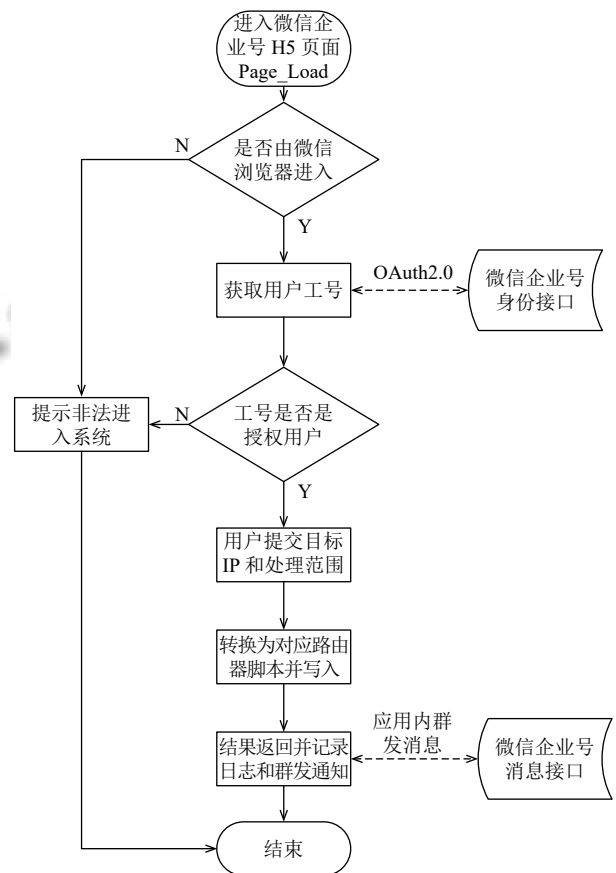 进入微信企
业号 H5 页面
Page_Load
N
是否由微信
浏览器进入
Y
获取用户工号
OAuth2.0
微信企业号
身份接口
提示非法进
入系统
N
工号是否是
授权用户
Y
用户提交目标
IP 和处理范围
转换为对应路由
器脚本并写入
结果返回并记录
日志和群发通知
应用内群
发消息
微信企业号
消息接口
结束